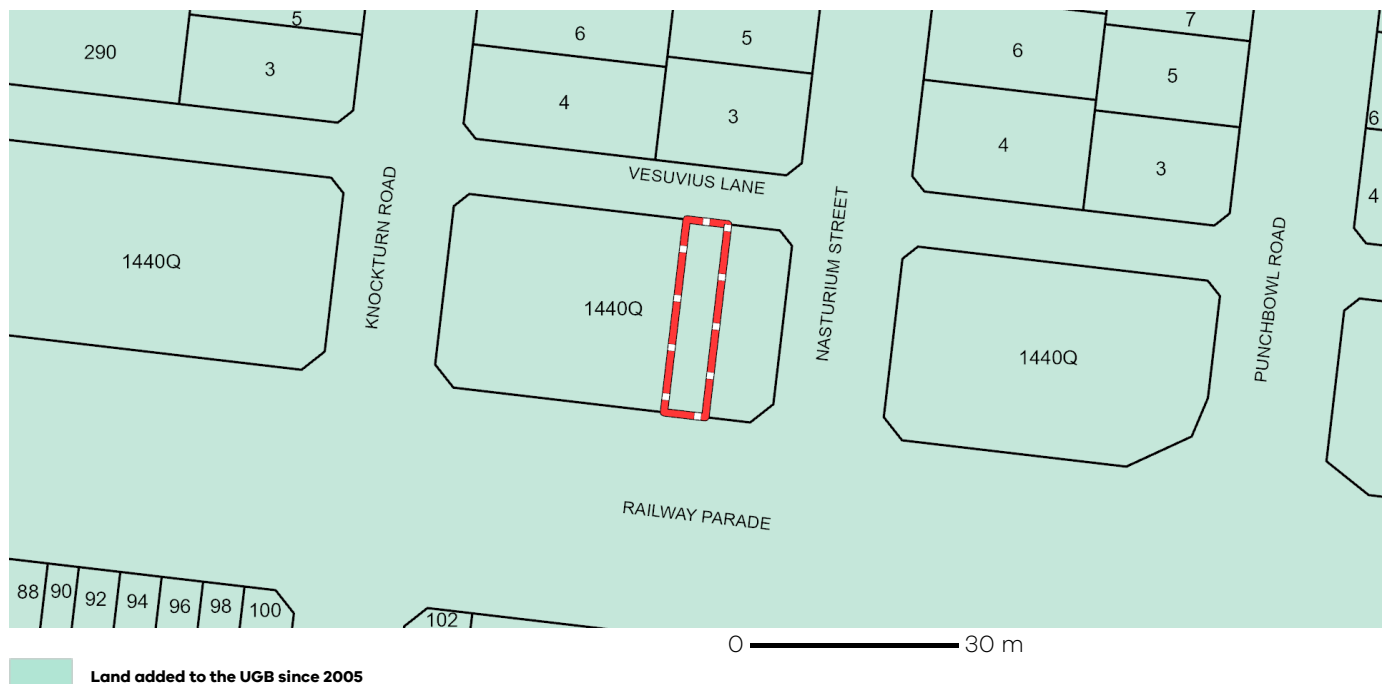 5
290
3
6
5
4
3
7
6
5
4
3
6
4
VESUVIUS LANE
KNOCKTURN ROAD
NASTURIUM STREET
PUNCHBOWL ROAD
1440Q
1440Q
1440Q
RAILWAY PARADE
88 90 92 94 96 98 100
102
0 30 m
Land added to the UGB since 2005